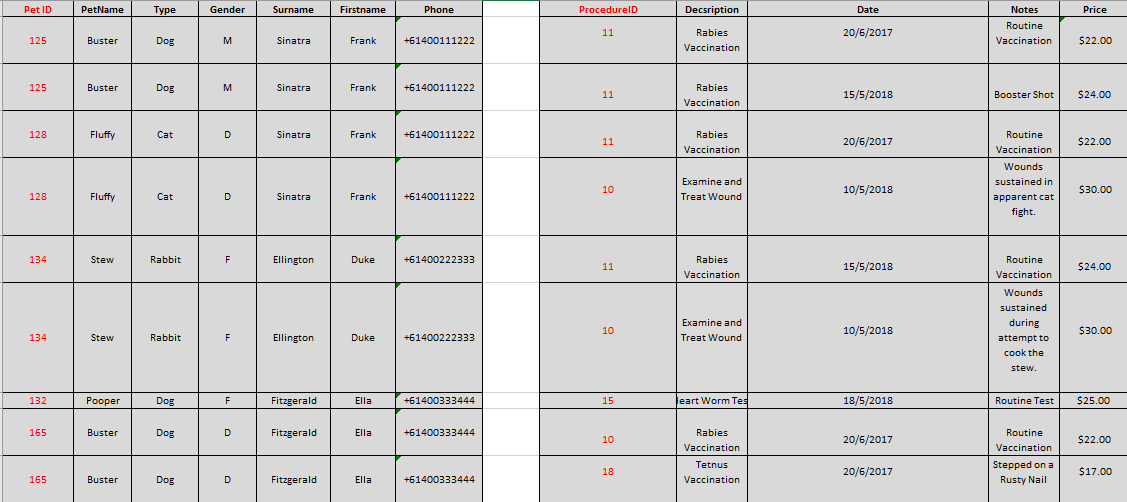 Pet ID PetName Type Gender Surname Firstname Phone ProcedureID Decsription Date Notes Price
125 Buster Dog M Sinatra Frank +61400111222 11 Rabies Vaccination 20/6/2017 Routine Vaccination $22.00
125 Buster Dog M Sinatra Frank +61400111222 11 Rabies Vaccination 15/5/2018 Booster Shot $24.00
128 Fluffy Cat D Sinatra Frank +61400111222 11 Rabies Vaccination 20/6/2017 Routine Vaccination $22.00
128 Fluffy Cat D Sinatra Frank +61400111222 10 Examine and Treat Wound 10/5/2018 Wounds sustained in apparent cat fight. $30.00
134 Stew Rabbit F Ellington Duke +61400222333 11 Rabies Vaccination 15/5/2018 Routine Vaccination $24.00
134 Stew Rabbit F Ellington Duke +61400222333 10 Examine and Treat Wound 10/5/2018 Wounds sustained during attempt to cook the stew. $30.00
132 Pooper Dog F Fitzgerald Ella +61400333444 15 eart Worm Tes 18/5/2018 Routine Test $25.00
165 Buster Dog D Fitzgerald Ella +61400333444 10 Rabies Vaccination 20/6/2017 Routine Vaccination $22.00
165 Buster Dog D Fitzgerald Ella +61400333444 18 Tetnus Vaccination 20/6/2017 Stepped on a Rusty Nail $17.00